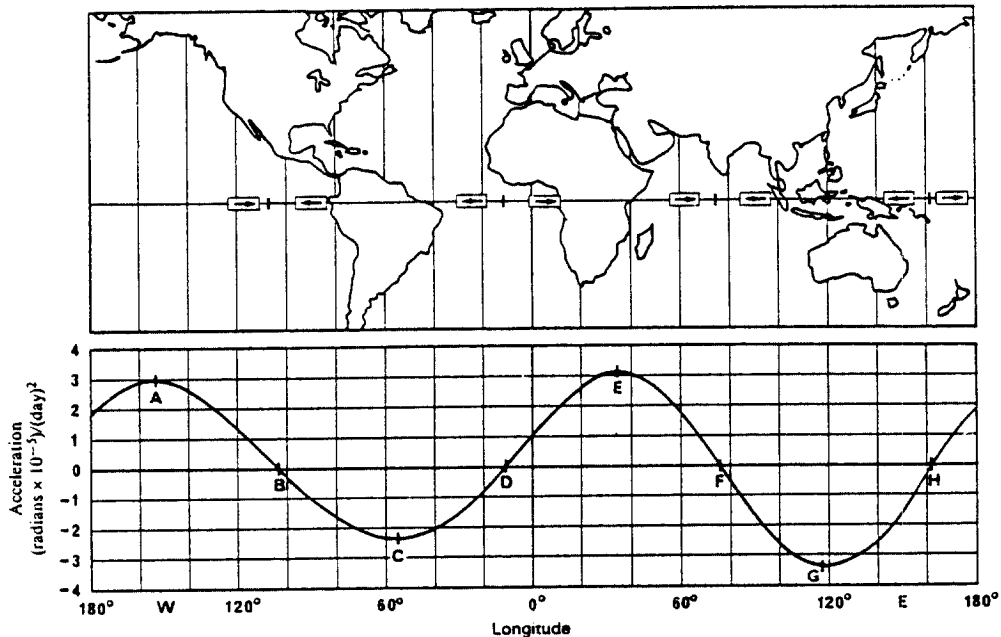 4
3
2
1
0
-1
-2
-3
-4
Acceleration
(radians × 10⁻⁵)/(day)²
A
B
C
D
E
F
G
H
180° W 120° 60° 0° 60° 120° E 180°
Longitude